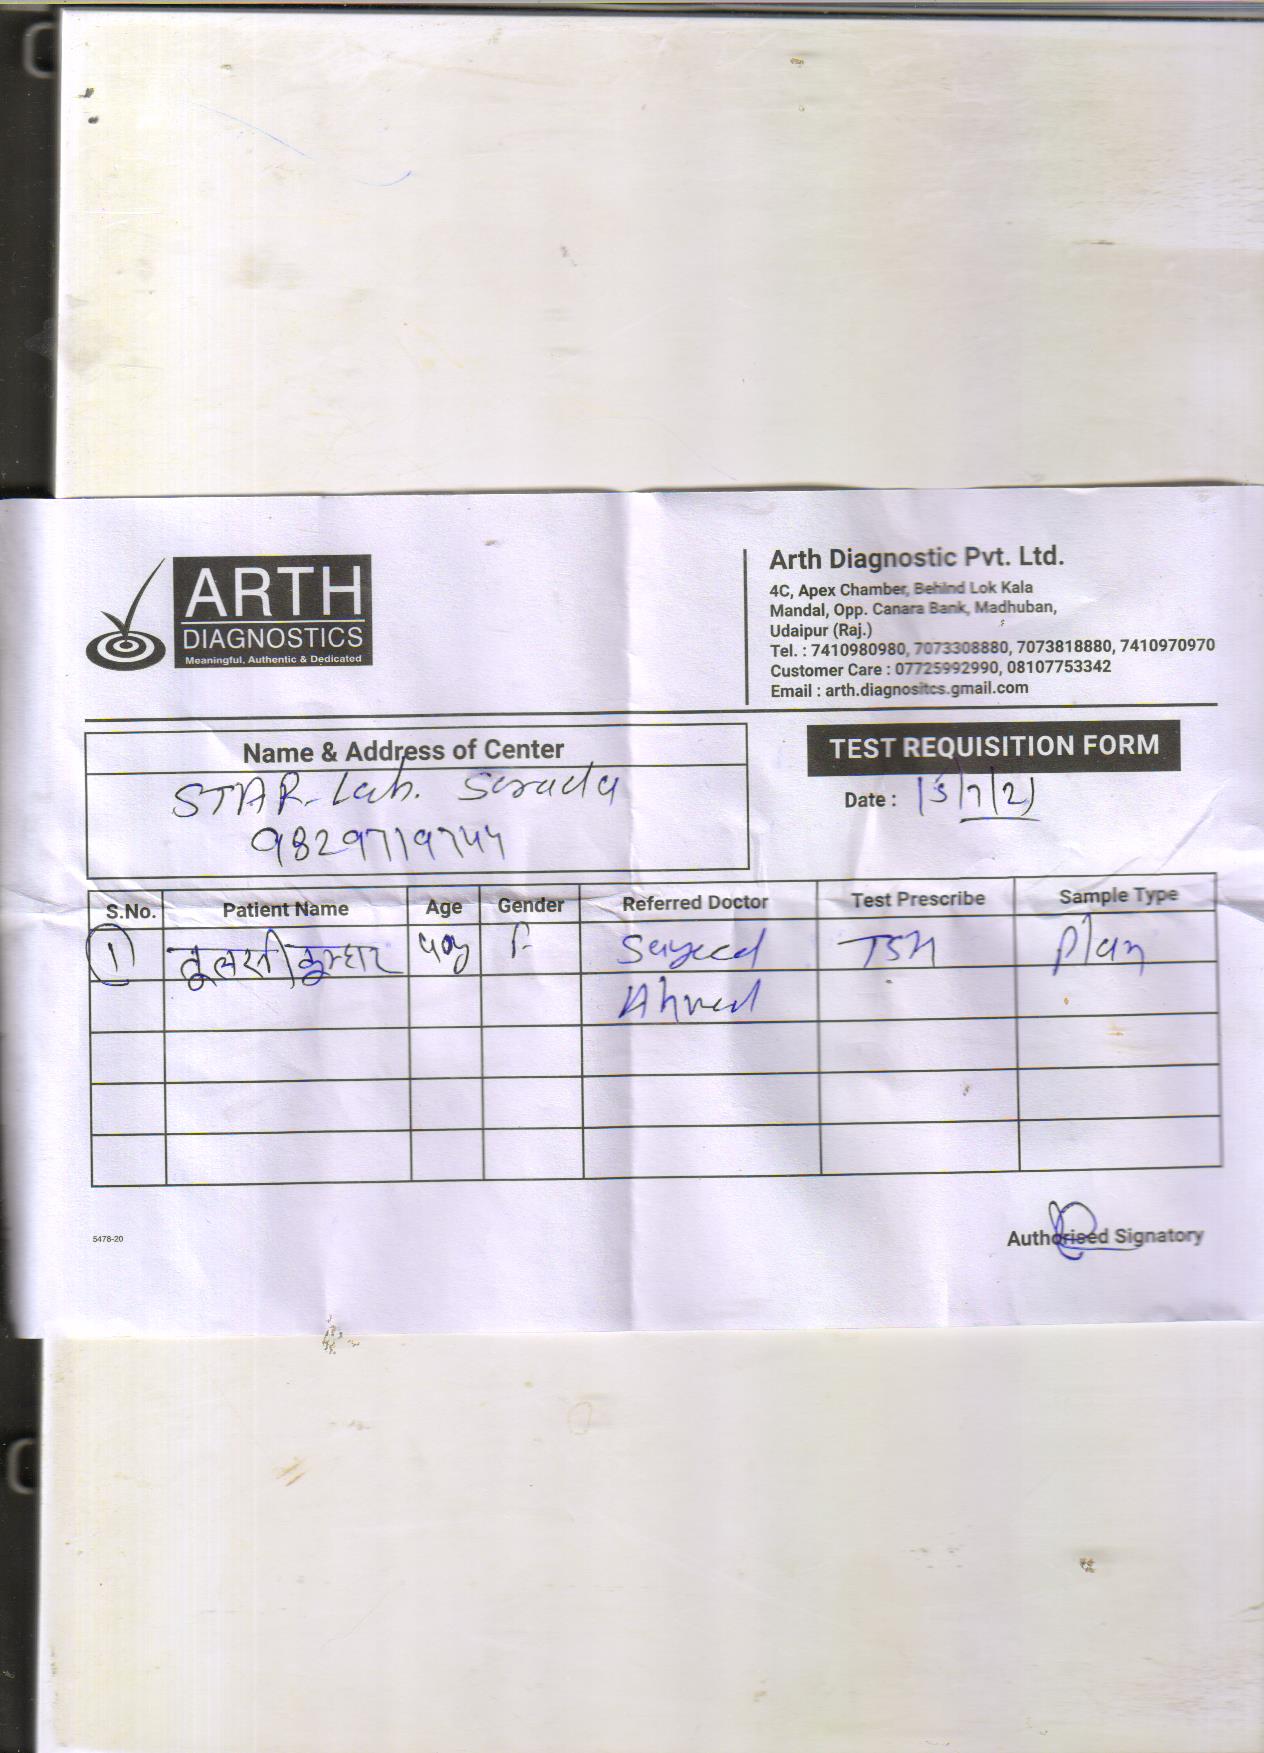 ARTH
DIAGNOSTICS
Meaningful, Authentic & Dedicated
Arth Diagnostic Pvt. Ltd.
4C, Apex Chamber, Behind Lok Kala
Mandal, Opp. Canara Bank, Madhuban,
Udaipur (Raj.)
Tel. : 7410980980, 7073308880, 7073818880, 7410970970
Customer Care : 07725992990, 08107753342
Email : arth.diagnositcs.gmail.com
Name & Address of Center
STAR Lab. Serada
9829719744
TEST REQUISITION FORM
Date : 15/7/21
S.No. Patient Name Age Gender Referred Doctor Test Prescribe Sample Type
1 तुलसी कुम्हार F Sayeed TSH Plan
Ahmed
5478-20
Authorised Signatory